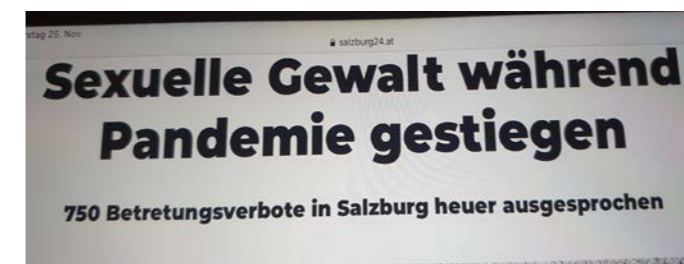 stag 25. Nov.
salzburg24.at
Sexuelle Gewalt während
Pandemie gestiegen
750 Betretungsverbote in Salzburg heuer ausgesprochen